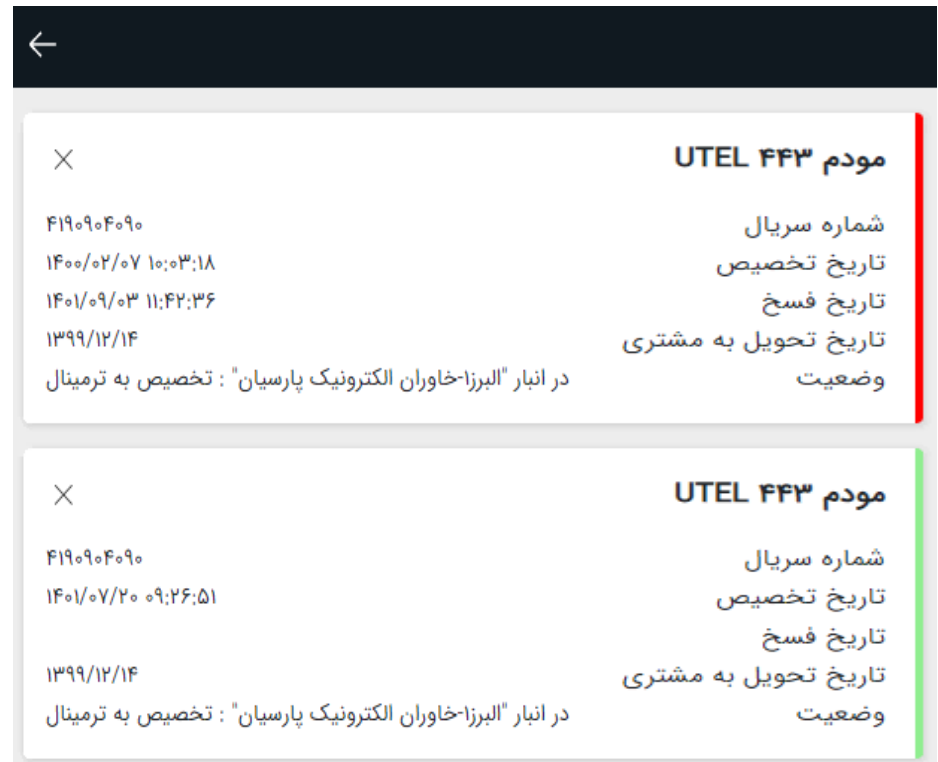 مودم UTEL ۴۴۳
شماره سریال ۴۱۹۰۹۰۴۰۹۰
تاریخ تخصیص ۱۴۰۰/۰۲/۰۷ ۱۰:۰۳:۱۸
تاریخ فسخ ۱۴۰۱/۰۹/۰۳ ۱۱:۴۲:۳۶
تاریخ تحویل به مشتری ۱۳۹۹/۱۲/۱۴
وضعیت در انبار "البرز۱-خاوران الکترونیک پارسیان" : تخصیص به ترمینال
مودم UTEL ۴۴۳
شماره سریال ۴۱۹۰۹۰۴۰۹۰
تاریخ تخصیص ۱۴۰۱/۰۷/۲۰ ۰۹:۲۶:۵۱
تاریخ فسخ
تاریخ تحویل به مشتری ۱۳۹۹/۱۲/۱۴
وضعیت در انبار "البرز۱-خاوران الکترونیک پارسیان" : تخصیص به ترمینال